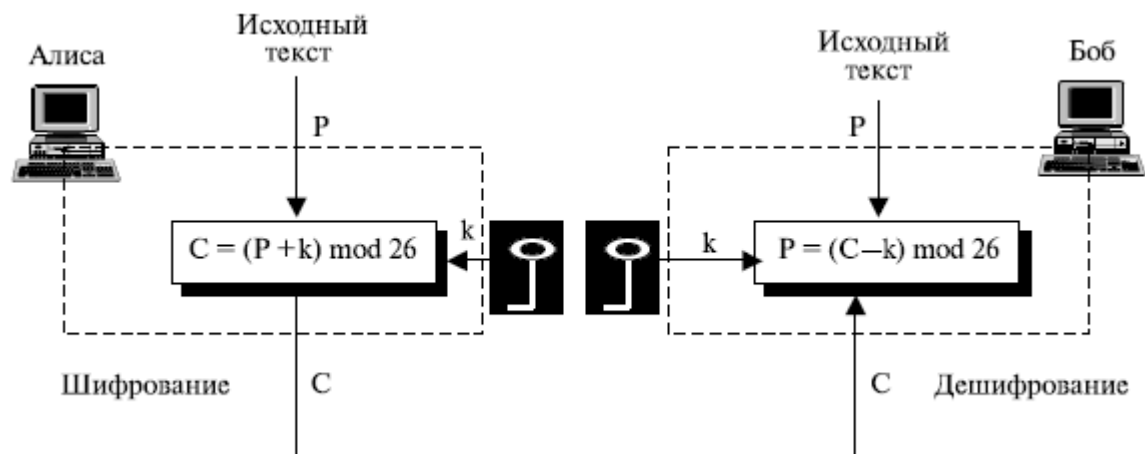 Алиса
Исходный
текст
P
C = (P + k) mod 26
k
Шифрование
C
Исходный
текст
Боб
P
k
P = (C—k) mod 26
C
Дешифрование